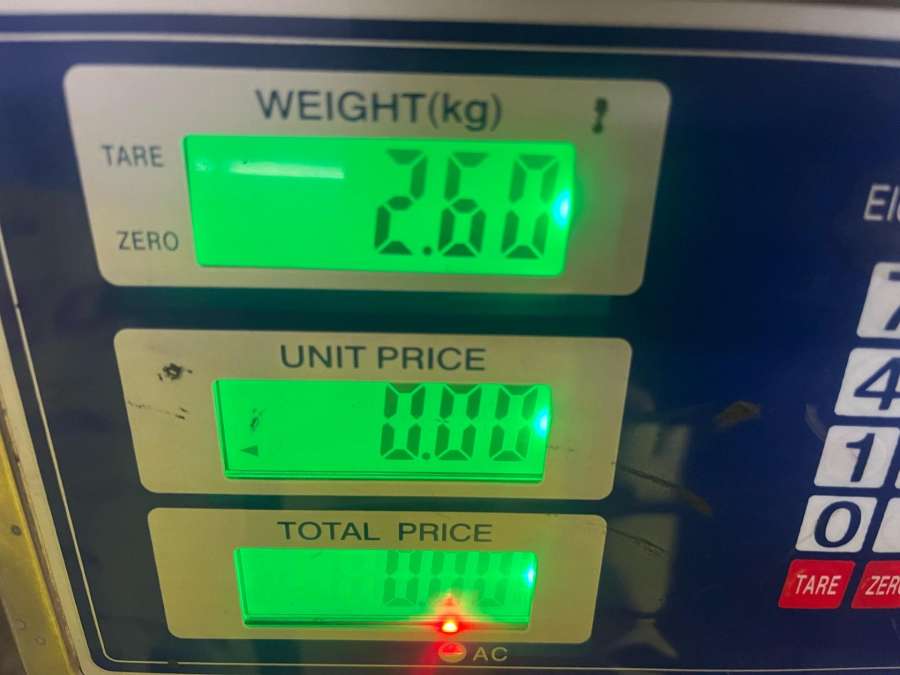 WEIGHT(kg)
TARE
2.60
ZERO
UNIT PRICE
0.00
TOTAL PRICE
0.00
AC
7
4
1
0
TARE